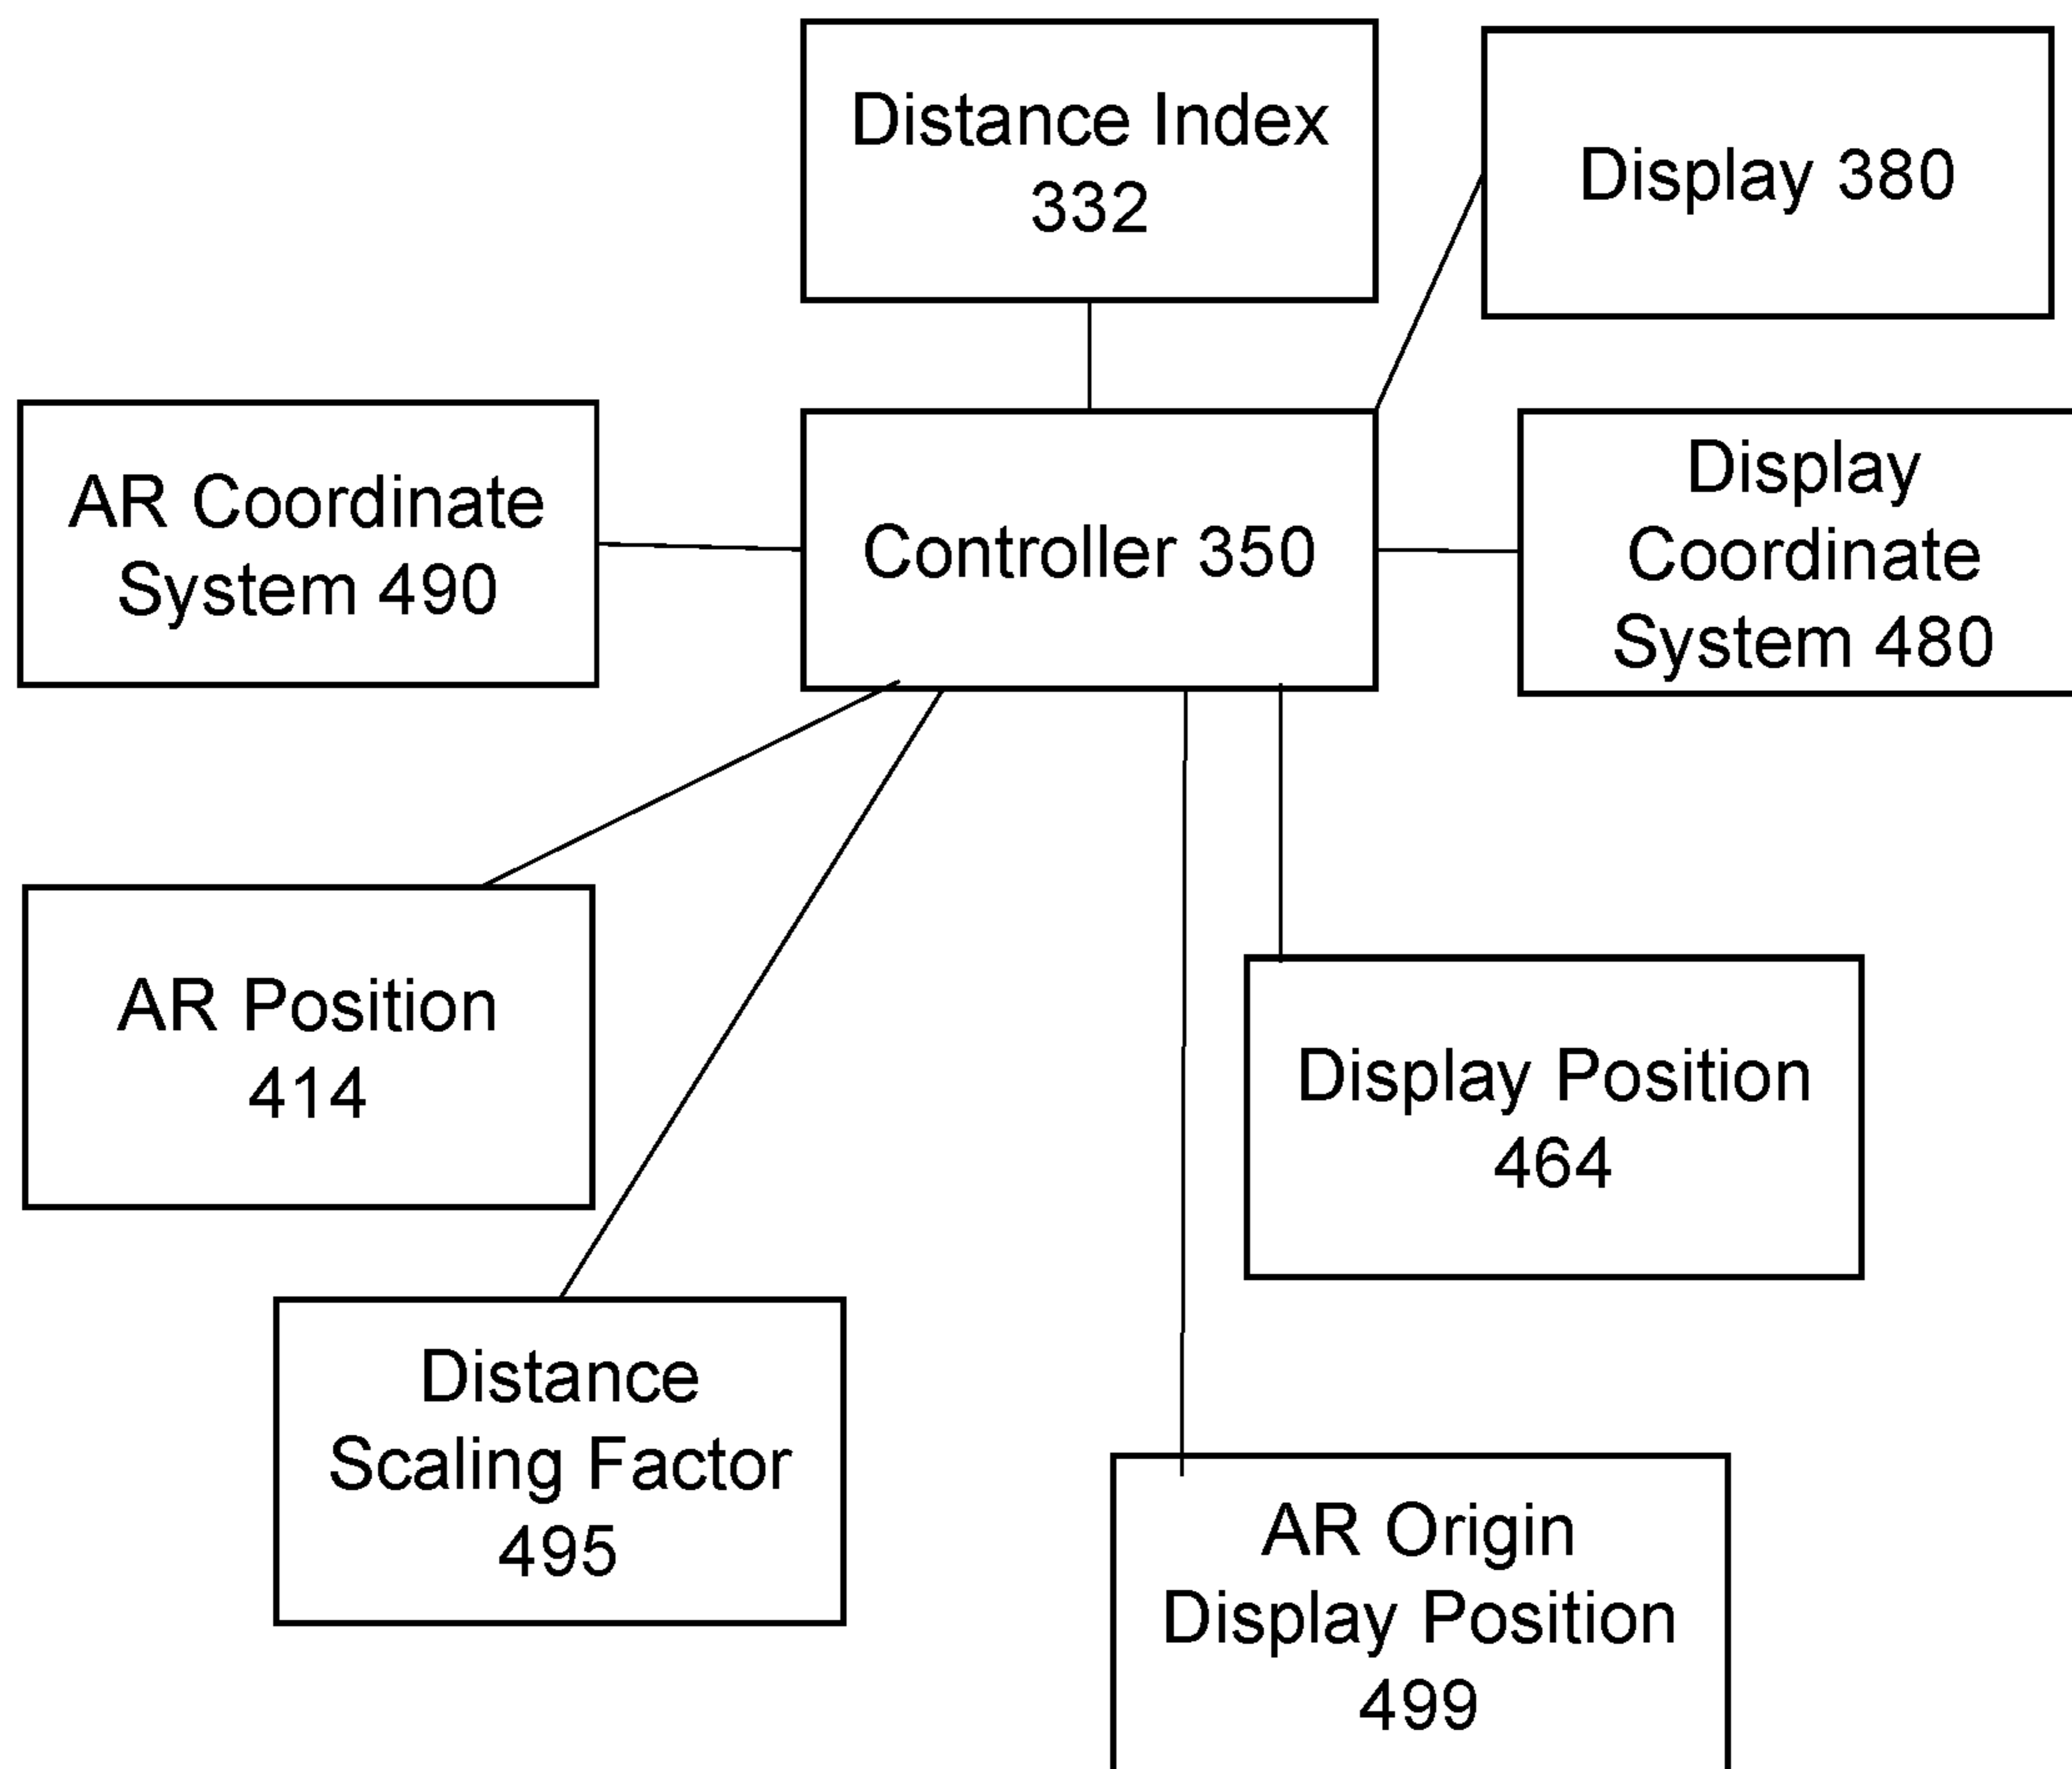 Distance Index
332
Display 380
AR Coordinate
System 490
Controller 350
Display
Coordinate
System 480
AR Position
414
Display Position
464
Distance
Scaling Factor
495
AR Origin
Display Position
499